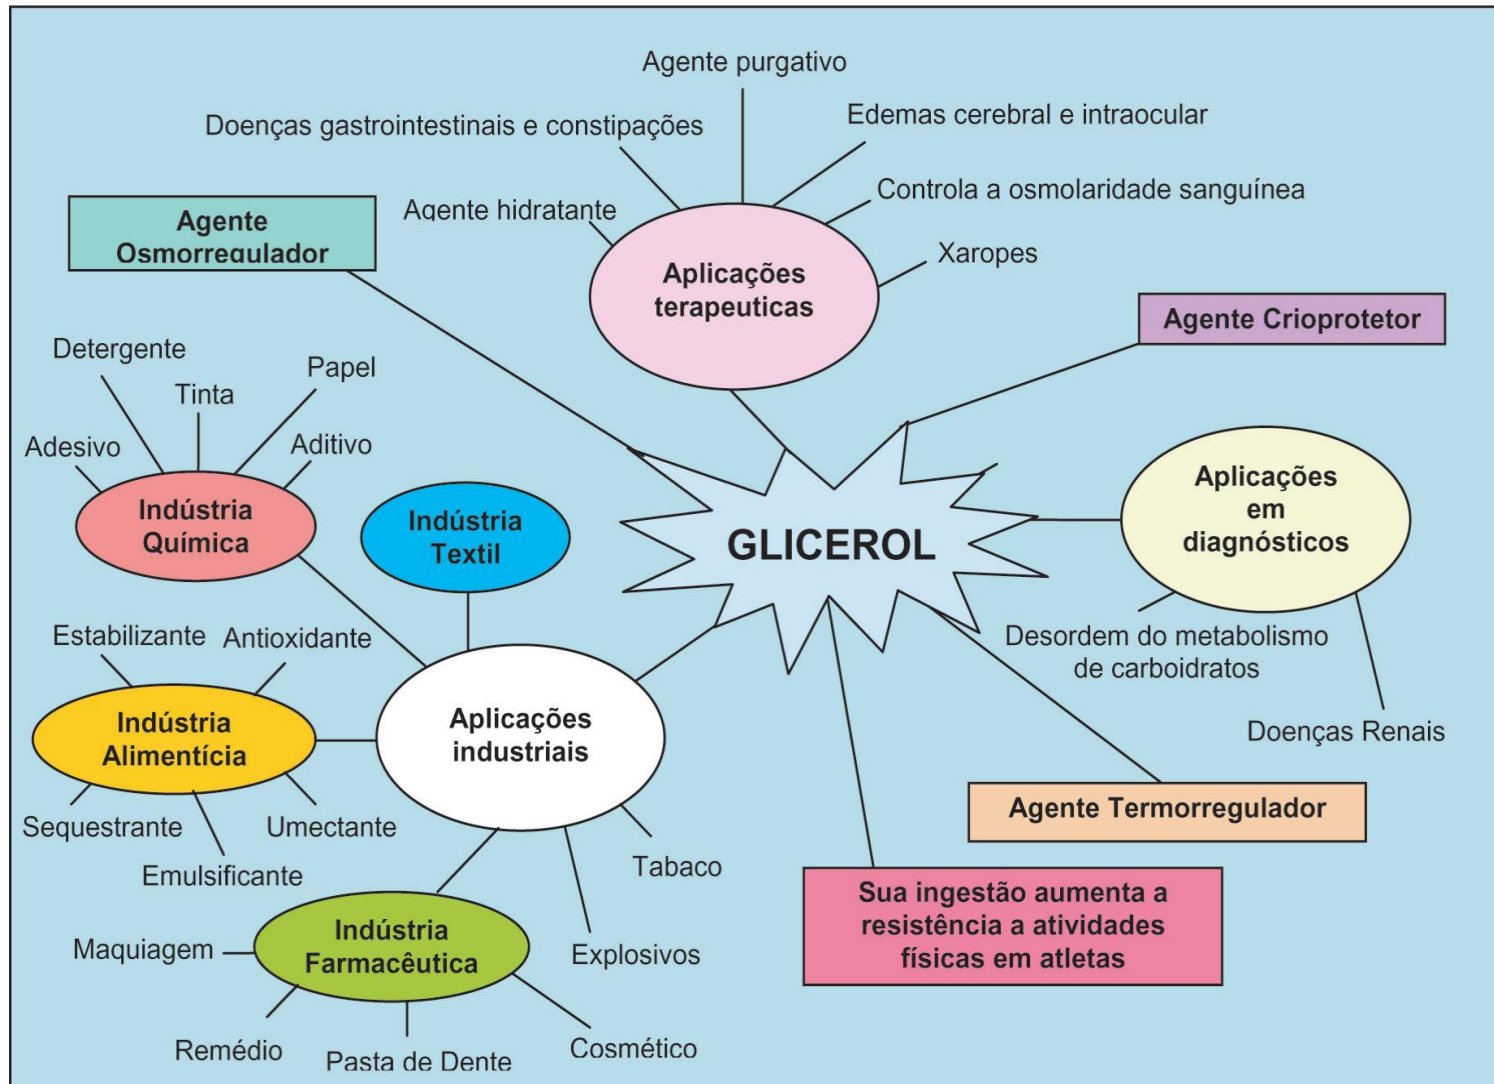 Agente purgativo
Doenças gastrointestinais e constipações
Edemas cerebral e intraocular
Agente hidratante
Controla a osmolaridade sanguínea
Xaropes
Agente
Osmorregulador
Aplicações
terapeuticas
Agente Crioprotetor
Detergente
Tinta
Papel
Adesivo
Aditivo
Indústria
Química
Indústria
Textil
GLICEROL
Aplicações
em
diagnósticos
Desordem do metabolismo
de carboidratos
Doenças Renais
Estabilizante
Antioxidante
Indústria
Alimentícia
Sequestrante
Emulsificante
Umectante
Aplicações
industriais
Tabaco
Explosivos
Agente Termorregulador
Sua ingestão aumenta a
resistência a atividades
físicas em atletas
Indústria
Farmacêutica
Maquiagem
Remédio
Pasta de Dente
Cosmético